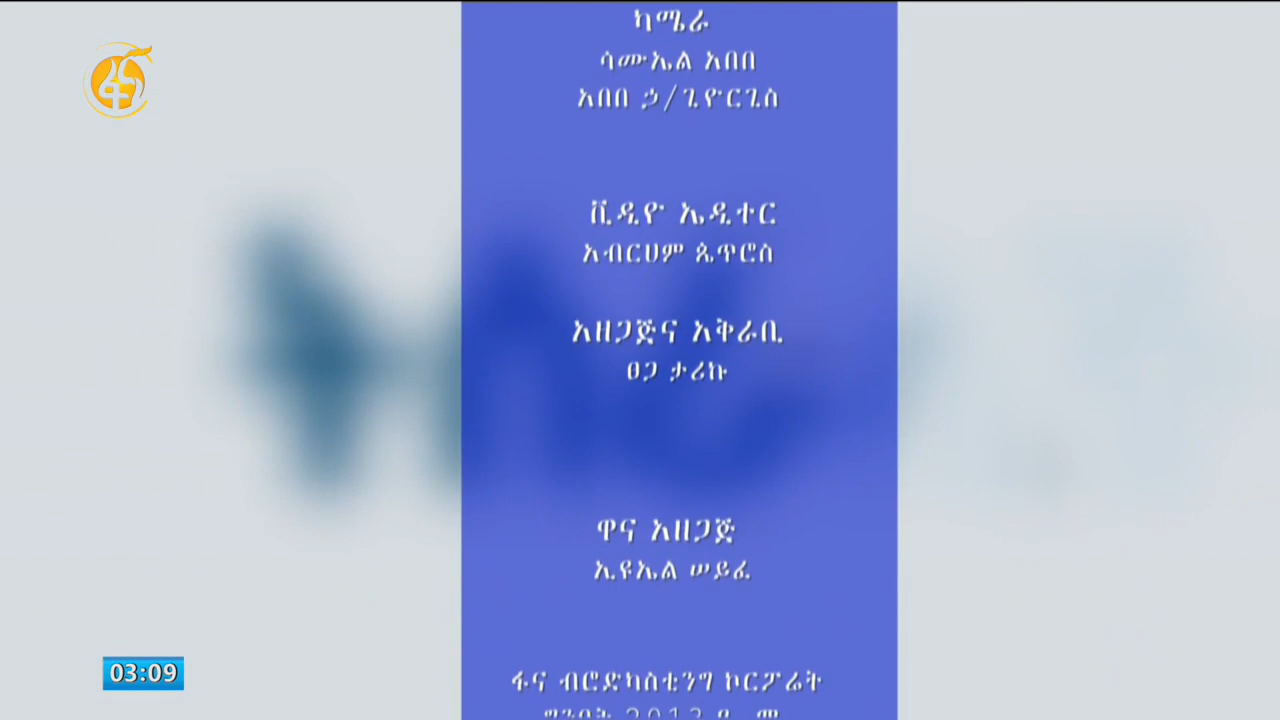 ካሜራ
ሳሙኤል አበበ
አበበ ኃ/ጊዮርጊስ
ቪዲዮ ኤዲተር
አብርሀም ጴጥሮስ
አዘጋጅና አቅራቢ
ፀጋ ታሪኩ
ዋና አዘጋጅ
ኢዩኤል ሠይፈ
03:09
ፋና ብሮድካስቲንግ ኮርፖሬት